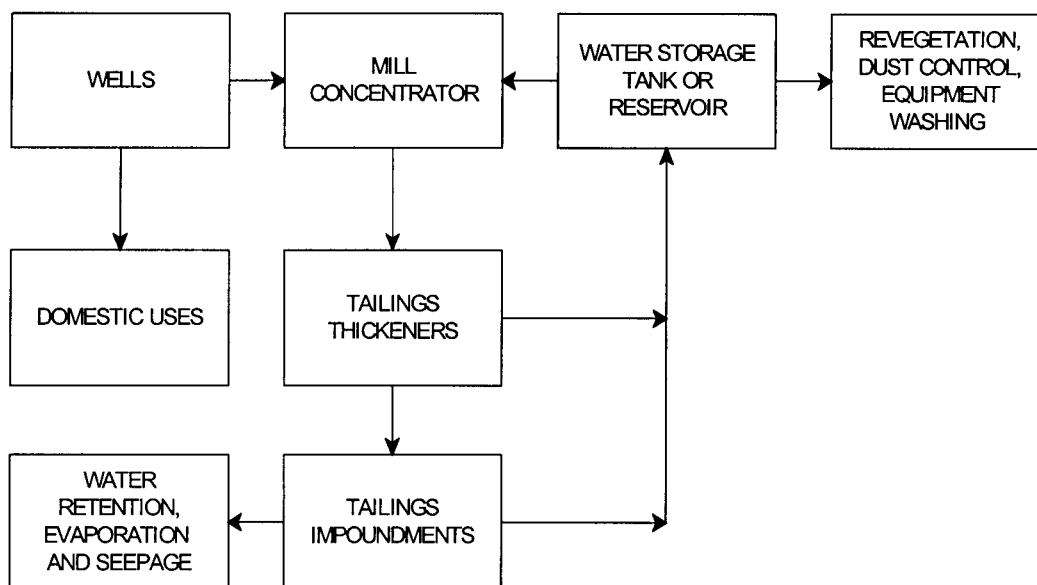 WELLS
MILL
CONCENTRATOR
WATER STORAGE
TANK OR
RESERVOIR
REVEGETATION,
DUST CONTROL,
EQUIPMENT
WASHING
DOMESTIC USES
TAILINGS
THICKENERS
WATER
RETENTION,
EVAPORATION
AND SEEPAGE
TAILINGS
IMPOUNDMENTS